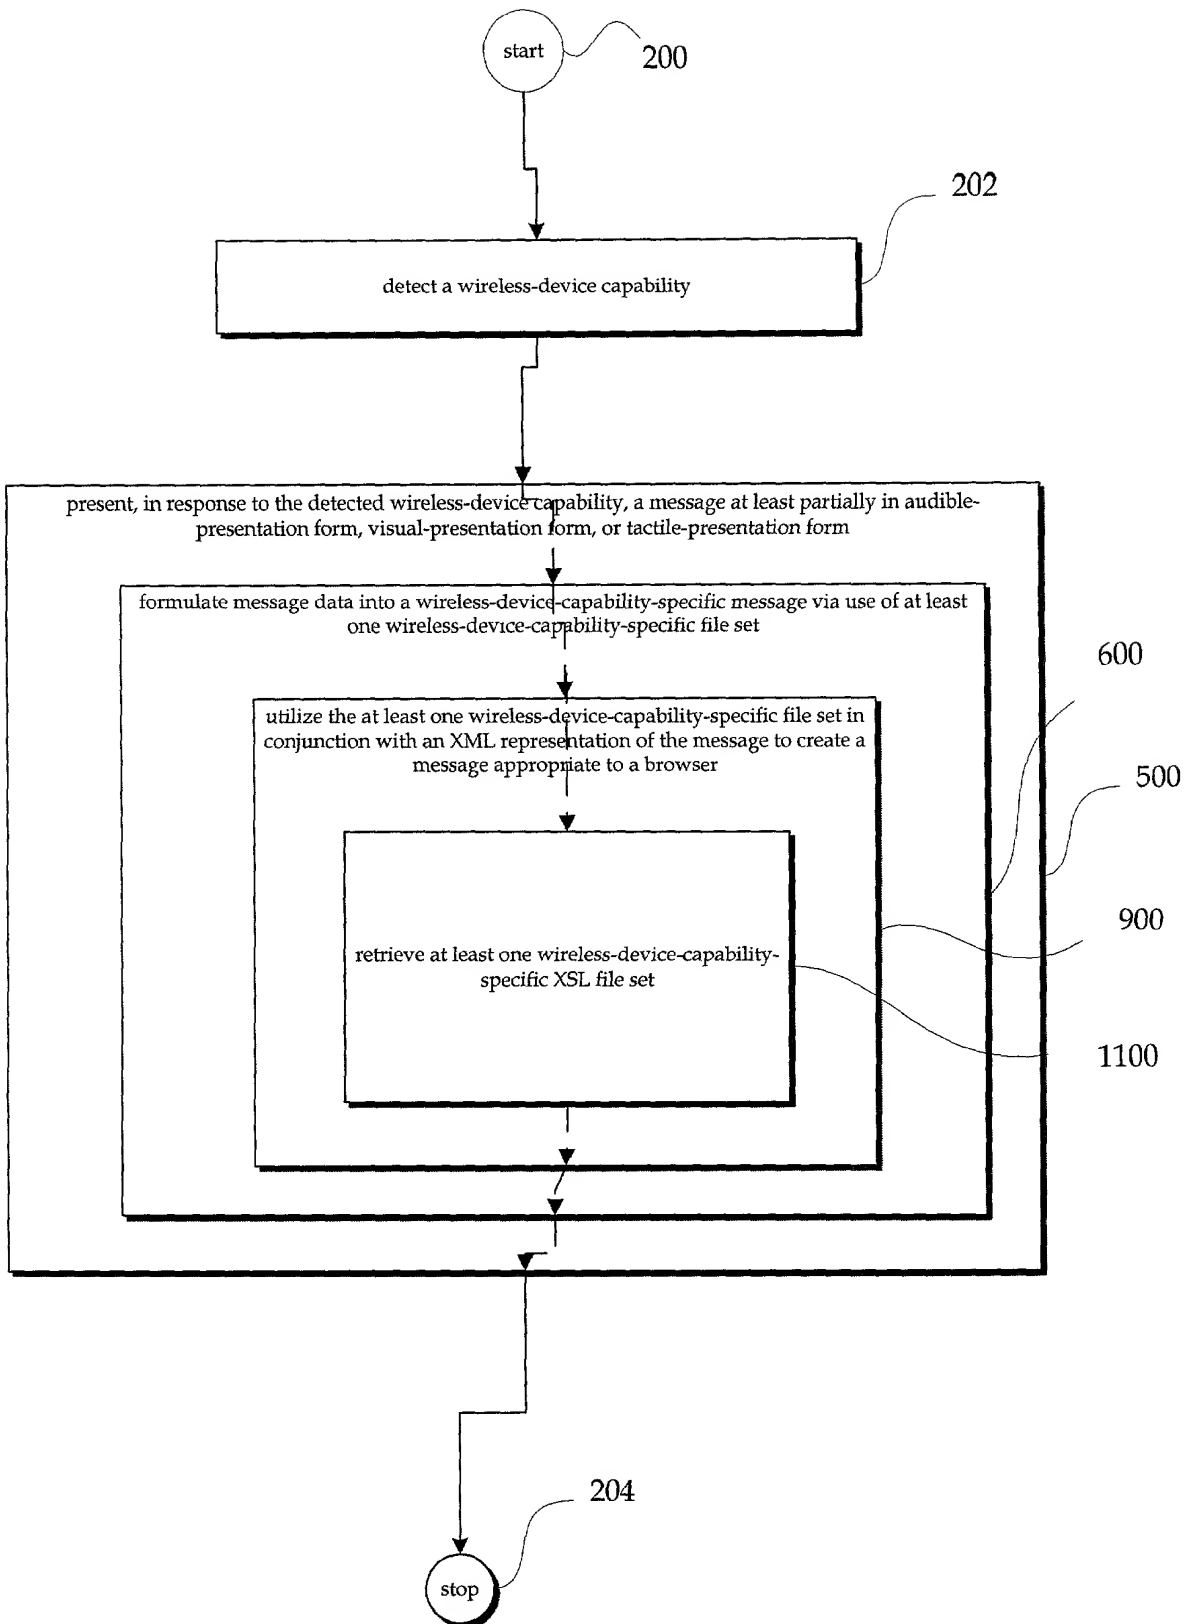 start
200
202
detect a wireless-device capability
present, in response to the detected wireless-device capability, a message at least partially in audible-
presentation form, visual-presentation form, or tactile-presentation form
formulate message data into a wireless-device-capability-specific message via use of at least
one wireless-device-capability-specific file set
600
utilize the at least one wireless-device-capability-specific file set in
conjunction with an XML representation of the message to create a
message appropriate to a browser
500
900
retrieve at least one wireless-device-capability-
specific XSL file set
1100
204
stop